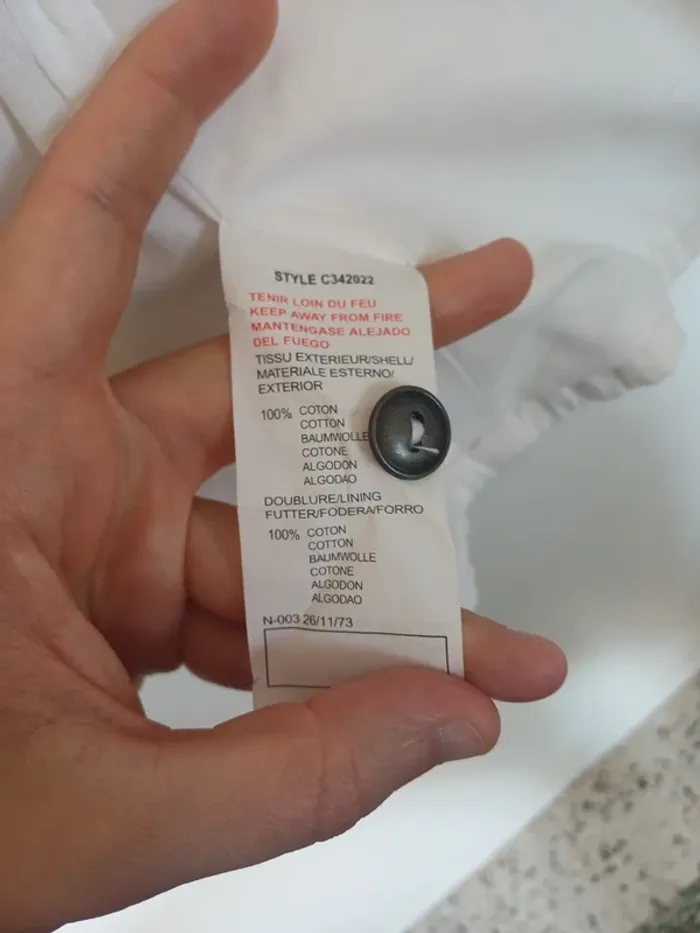 STYLE C342022
TENIR LOIN DU FEU
KEEP AWAY FROM FIRE
MANTENGASE ALEJADO
DEL FUEGO
TISSU EXTERIEUR/SHELL/
MATERIALE ESTERNO/
EXTERIOR
100% COTON
COTTON
BAUMWOLLE
COTONE
ALGODON
ALGODAO
DOUBLURE/LINING
FUTTER/FODERA/FORRO
100% COTON
COTTON
BAUMWOLLE
COTONE
ALGODON
ALGODAO
N-003 26/11/73